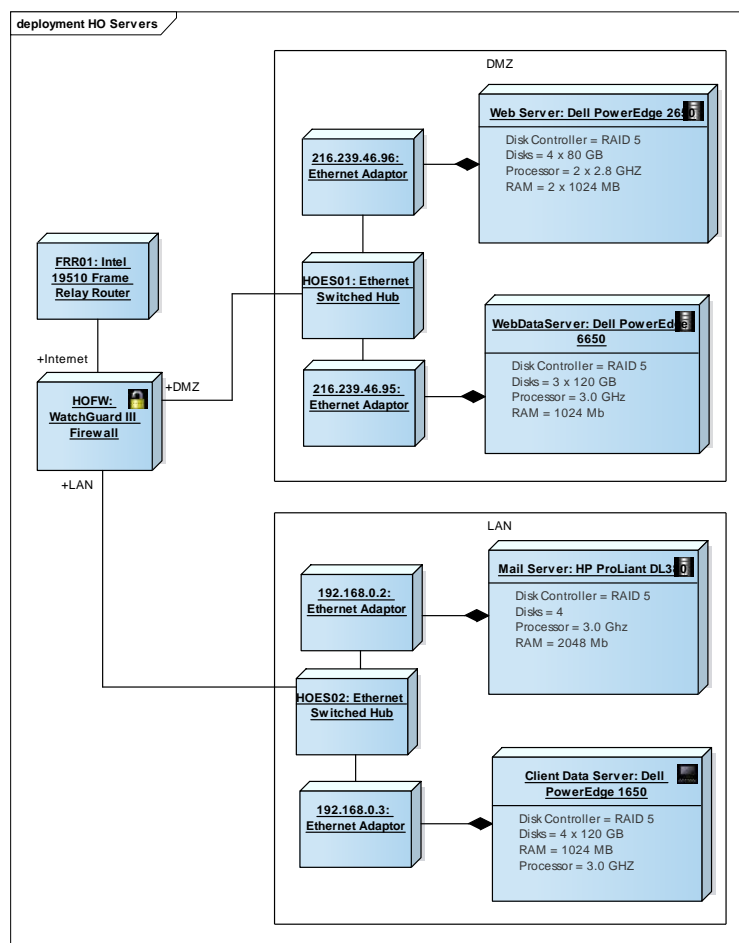 deployment HO Servers
DMZ
Web Server: Dell PowerEdge 2650
Disk Controller = RAID 5
Disks = 4 x 80 GB
Processor = 2 x 2.8 GHZ
RAM = 2 x 1024 MB
216.239.46.96:
Ethernet Adaptor
FRR01: Intel
19510 Frame
Relay Router
HOES01: Ethernet
Switched Hub
WebDataServer: Dell PowerEdge
6650
Disk Controller = RAID 5
Disks = 3 x 120 GB
Processor = 3.0 GHz
RAM = 1024 Mb
+Internet
+DMZ
216.239.46.95:
Ethernet Adaptor
HOFW:
WatchGuard III
Firewall
+LAN
LAN
Mail Server: HP ProLiant DL380
Disk Controller = RAID 5
Disks = 4
Processor = 3.0 Ghz
RAM = 2048 Mb
192.168.0.2:
Ethernet Adaptor
HOES02: Ethernet
Switched Hub
Client Data Server: Dell
PowerEdge 1650
Disk Controller = RAID 5
Disks = 4 x 120 GB
RAM = 1024 MB
Processor = 3.0 GHZ
192.168.0.3:
Ethernet Adaptor